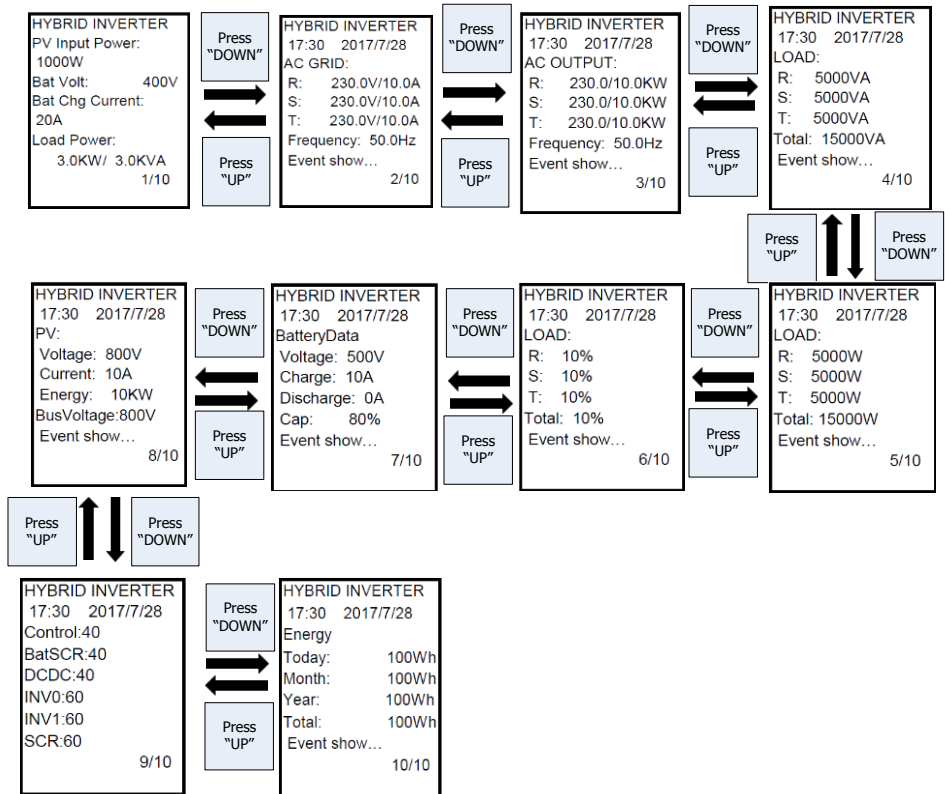 HYBRID INVERTER
PV Input Power:
1000W
Bat Volt: 400V
Bat Chg Current:
20A
Load Power:
3.0KW/ 3.0KVA
1/10
Press
“DOWN”
Press
“UP”
HYBRID INVERTER
17:30 2017/7/28
AC GRID:
R: 230.0V/10.0A
S: 230.0V/10.0A
T: 230.0V/10.0A
Frequency: 50.0Hz
Event show...
2/10
Press
“DOWN”
Press
“UP”
HYBRID INVERTER
17:30 2017/7/28
AC OUTPUT:
R: 230.0/10.0KW
S: 230.0/10.0KW
T: 230.0/10.0KW
Frequency: 50.0Hz
Event show...
3/10
Press
“DOWN”
Press
“UP”
HYBRID INVERTER
17:30 2017/7/28
LOAD:
R: 5000VA
S: 5000VA
T: 5000VA
Total: 15000VA
Event show...
4/10
Press
“UP”
Press
“DOWN”
HYBRID INVERTER
17:30 2017/7/28
PV:
Voltage: 800V
Current: 10A
Energy: 10KW
BusVoltage:800V
Event show...
8/10
Press
“DOWN”
Press
“UP”
HYBRID INVERTER
17:30 2017/7/28
BatteryData
Voltage: 500V
Charge: 10A
Discharge: 0A
Cap: 80%
Event show...
7/10
Press
“DOWN”
Press
“UP”
HYBRID INVERTER
17:30 2017/7/28
LOAD:
R: 10%
S: 10%
T: 10%
Total: 10%
Event show...
6/10
Press
“DOWN”
Press
“UP”
HYBRID INVERTER
17:30 2017/7/28
LOAD:
R: 5000W
S: 5000W
T: 5000W
Total: 15000W
Event show...
5/10
Press
“UP”
Press
“DOWN”
HYBRID INVERTER
17:30 2017/7/28
Control:40
BatSCR:40
DCDC:40
INV0:60
INV1:60
SCR:60
9/10
Press
“DOWN”
Press
“UP”
HYBRID INVERTER
17:30 2017/7/28
Energy
Today: 100Wh
Month: 100Wh
Year: 100Wh
Total: 100Wh
Event show...
10/10